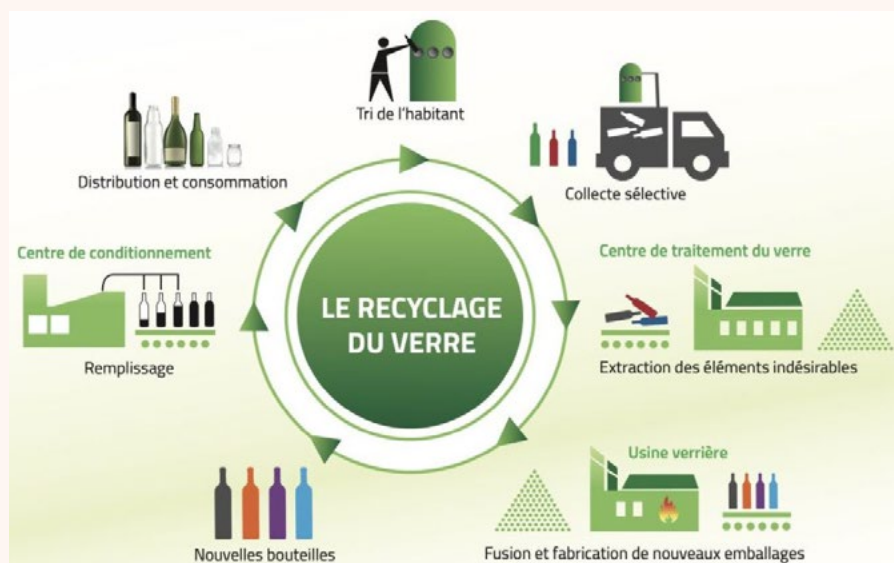 Tri de l'habitant
Distribution et consommation
Collecte sélective
Centre de conditionnement
Centre de traitement du verre
LE RECYCLAGE
DU VERRE
Remplissage
Extraction des éléments indésirables
Usine verrière
Nouvelles bouteilles
Fusion et fabrication de nouveaux emballages